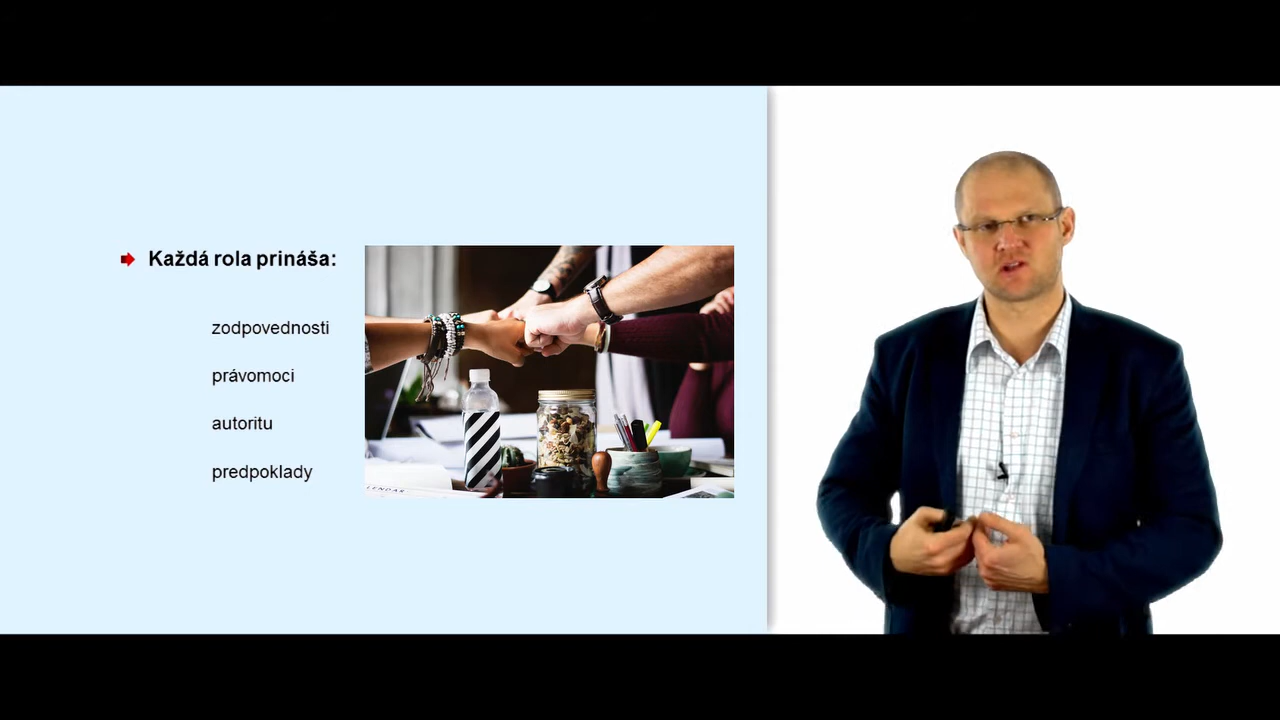 Každá rola prináša:
zodpovednosti
právomoci
autoritu
predpoklady